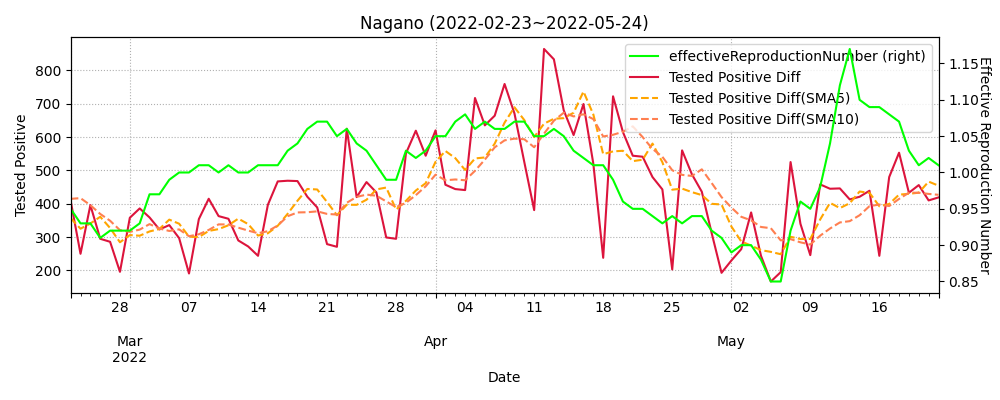 Nagano (2022-02-23~2022-05-24)
effectiveReproductionNumber (right)
Tested Positive Diff
Tested Positive Diff(SMA5)
Tested Positive Diff(SMA10)
Tested Positive
800
700
600
500
400
300
200
Effective Reproduction Number
1.15
1.10
1.05
1.00
0.95
0.90
0.85
28 07 14 21 28 04 11 18 25 02 09 16
Mar Apr May
2022
Date